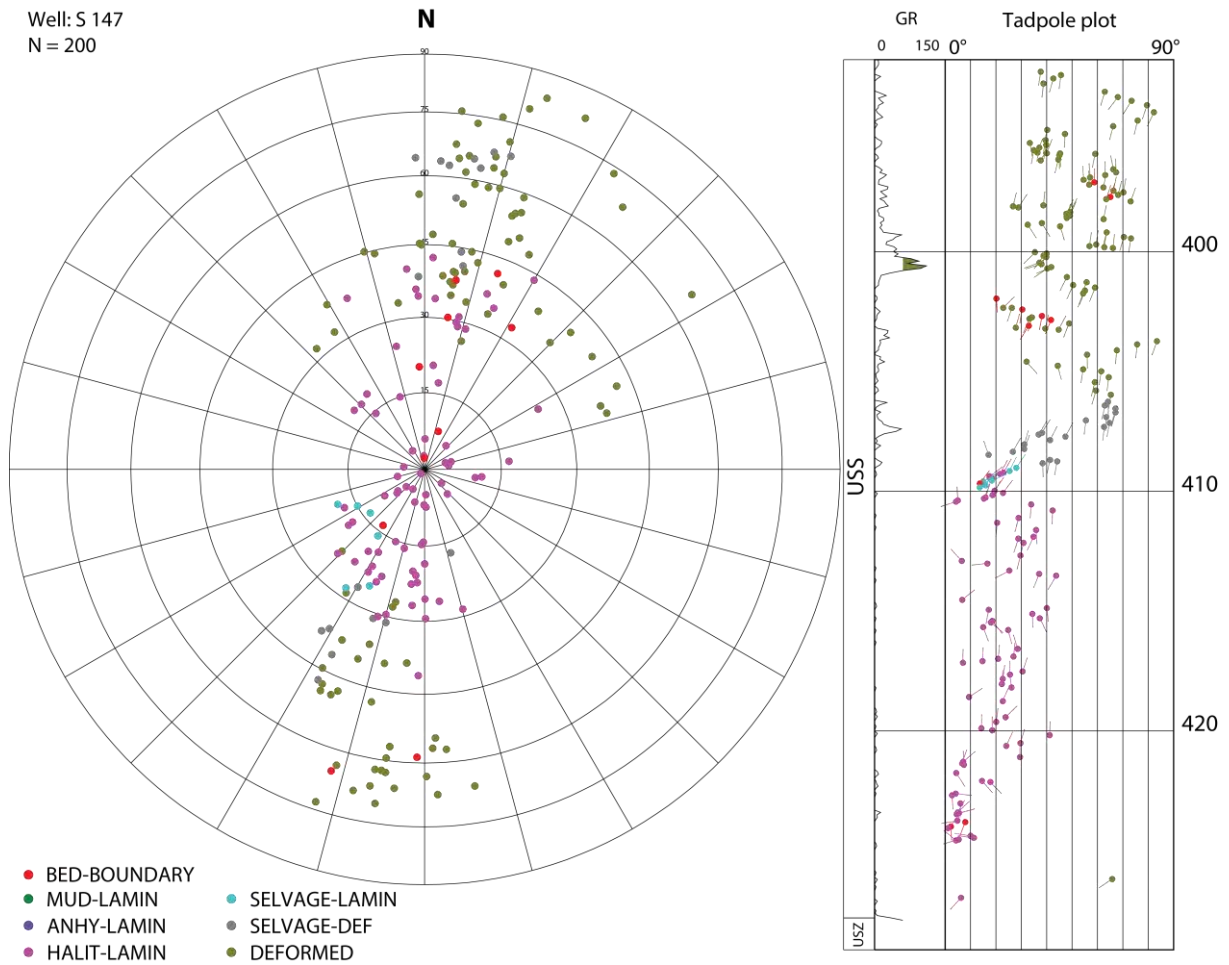 Well: S 147
N = 200
N
90
75
60
45
30
15
GR
0 150
Tadpole plot
0° 90°
400
410
420
USS
USZ
BED-BOUNDARY
MUD-LAMIN
ANHY-LAMIN
HALIT-LAMIN
SELVAGE-LAMIN
SELVAGE-DEF
DEFORMED